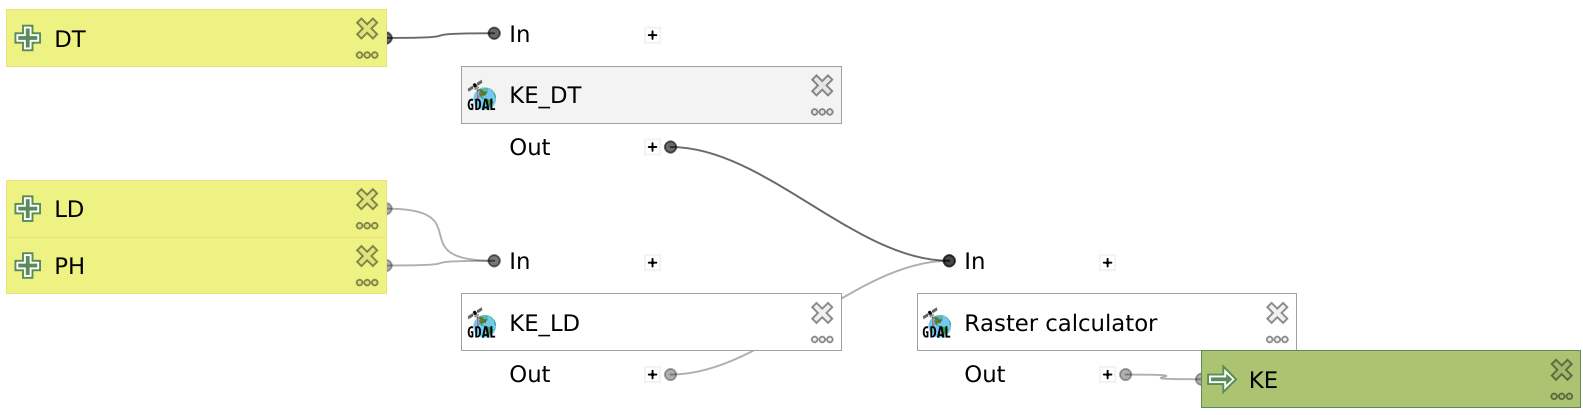 DT
In
GDAL KE_DT
Out
LD
PH
In
In
GDAL KE_LD
GDAL Raster calculator
Out
Out
KE